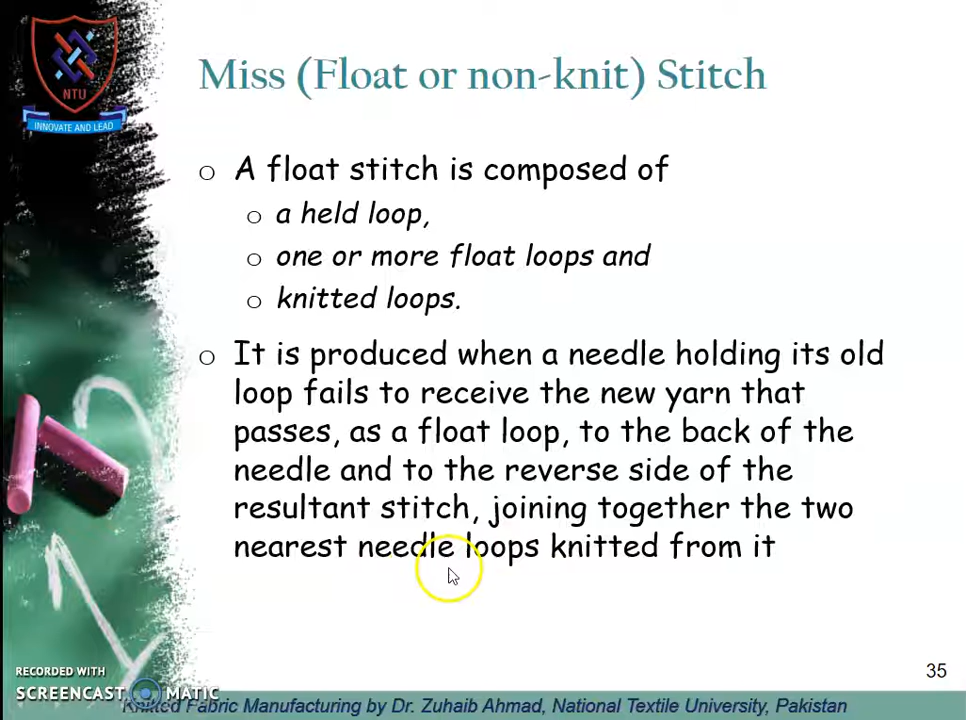 NTU
INNOVATE AND LEAD
Miss (Float or non-knit) Stitch
o A float stitch is composed of
o a held loop,
o one or more float loops and
o knitted loops.
o It is produced when a needle holding its old
loop fails to receive the new yarn that
passes, as a float loop, to the back of the
needle and to the reverse side of the
resultant stitch, joining together the two
nearest needle loops knitted from it
35
RECORDED WITH
SCREENCAST MATIC
Knitted Fabric Manufacturing by Dr. Zuhaib Ahmad, National Textile University, Pakistan